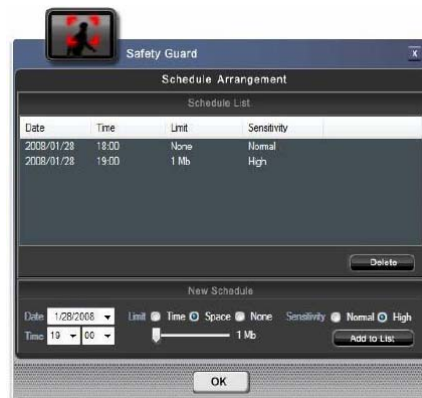 Safety Guard
X
Schedule Arrangement
Schedule List
Date Time Limit Sensitivity
2008/01/28 18:00 None Normal
2008/01/28 19:00 1 Mb High
Delete
New Schedule
Date 1/28/2008 Limit Time Space None Sensitivity Normal High
Time 19 00 1 Mb Add to List
OK